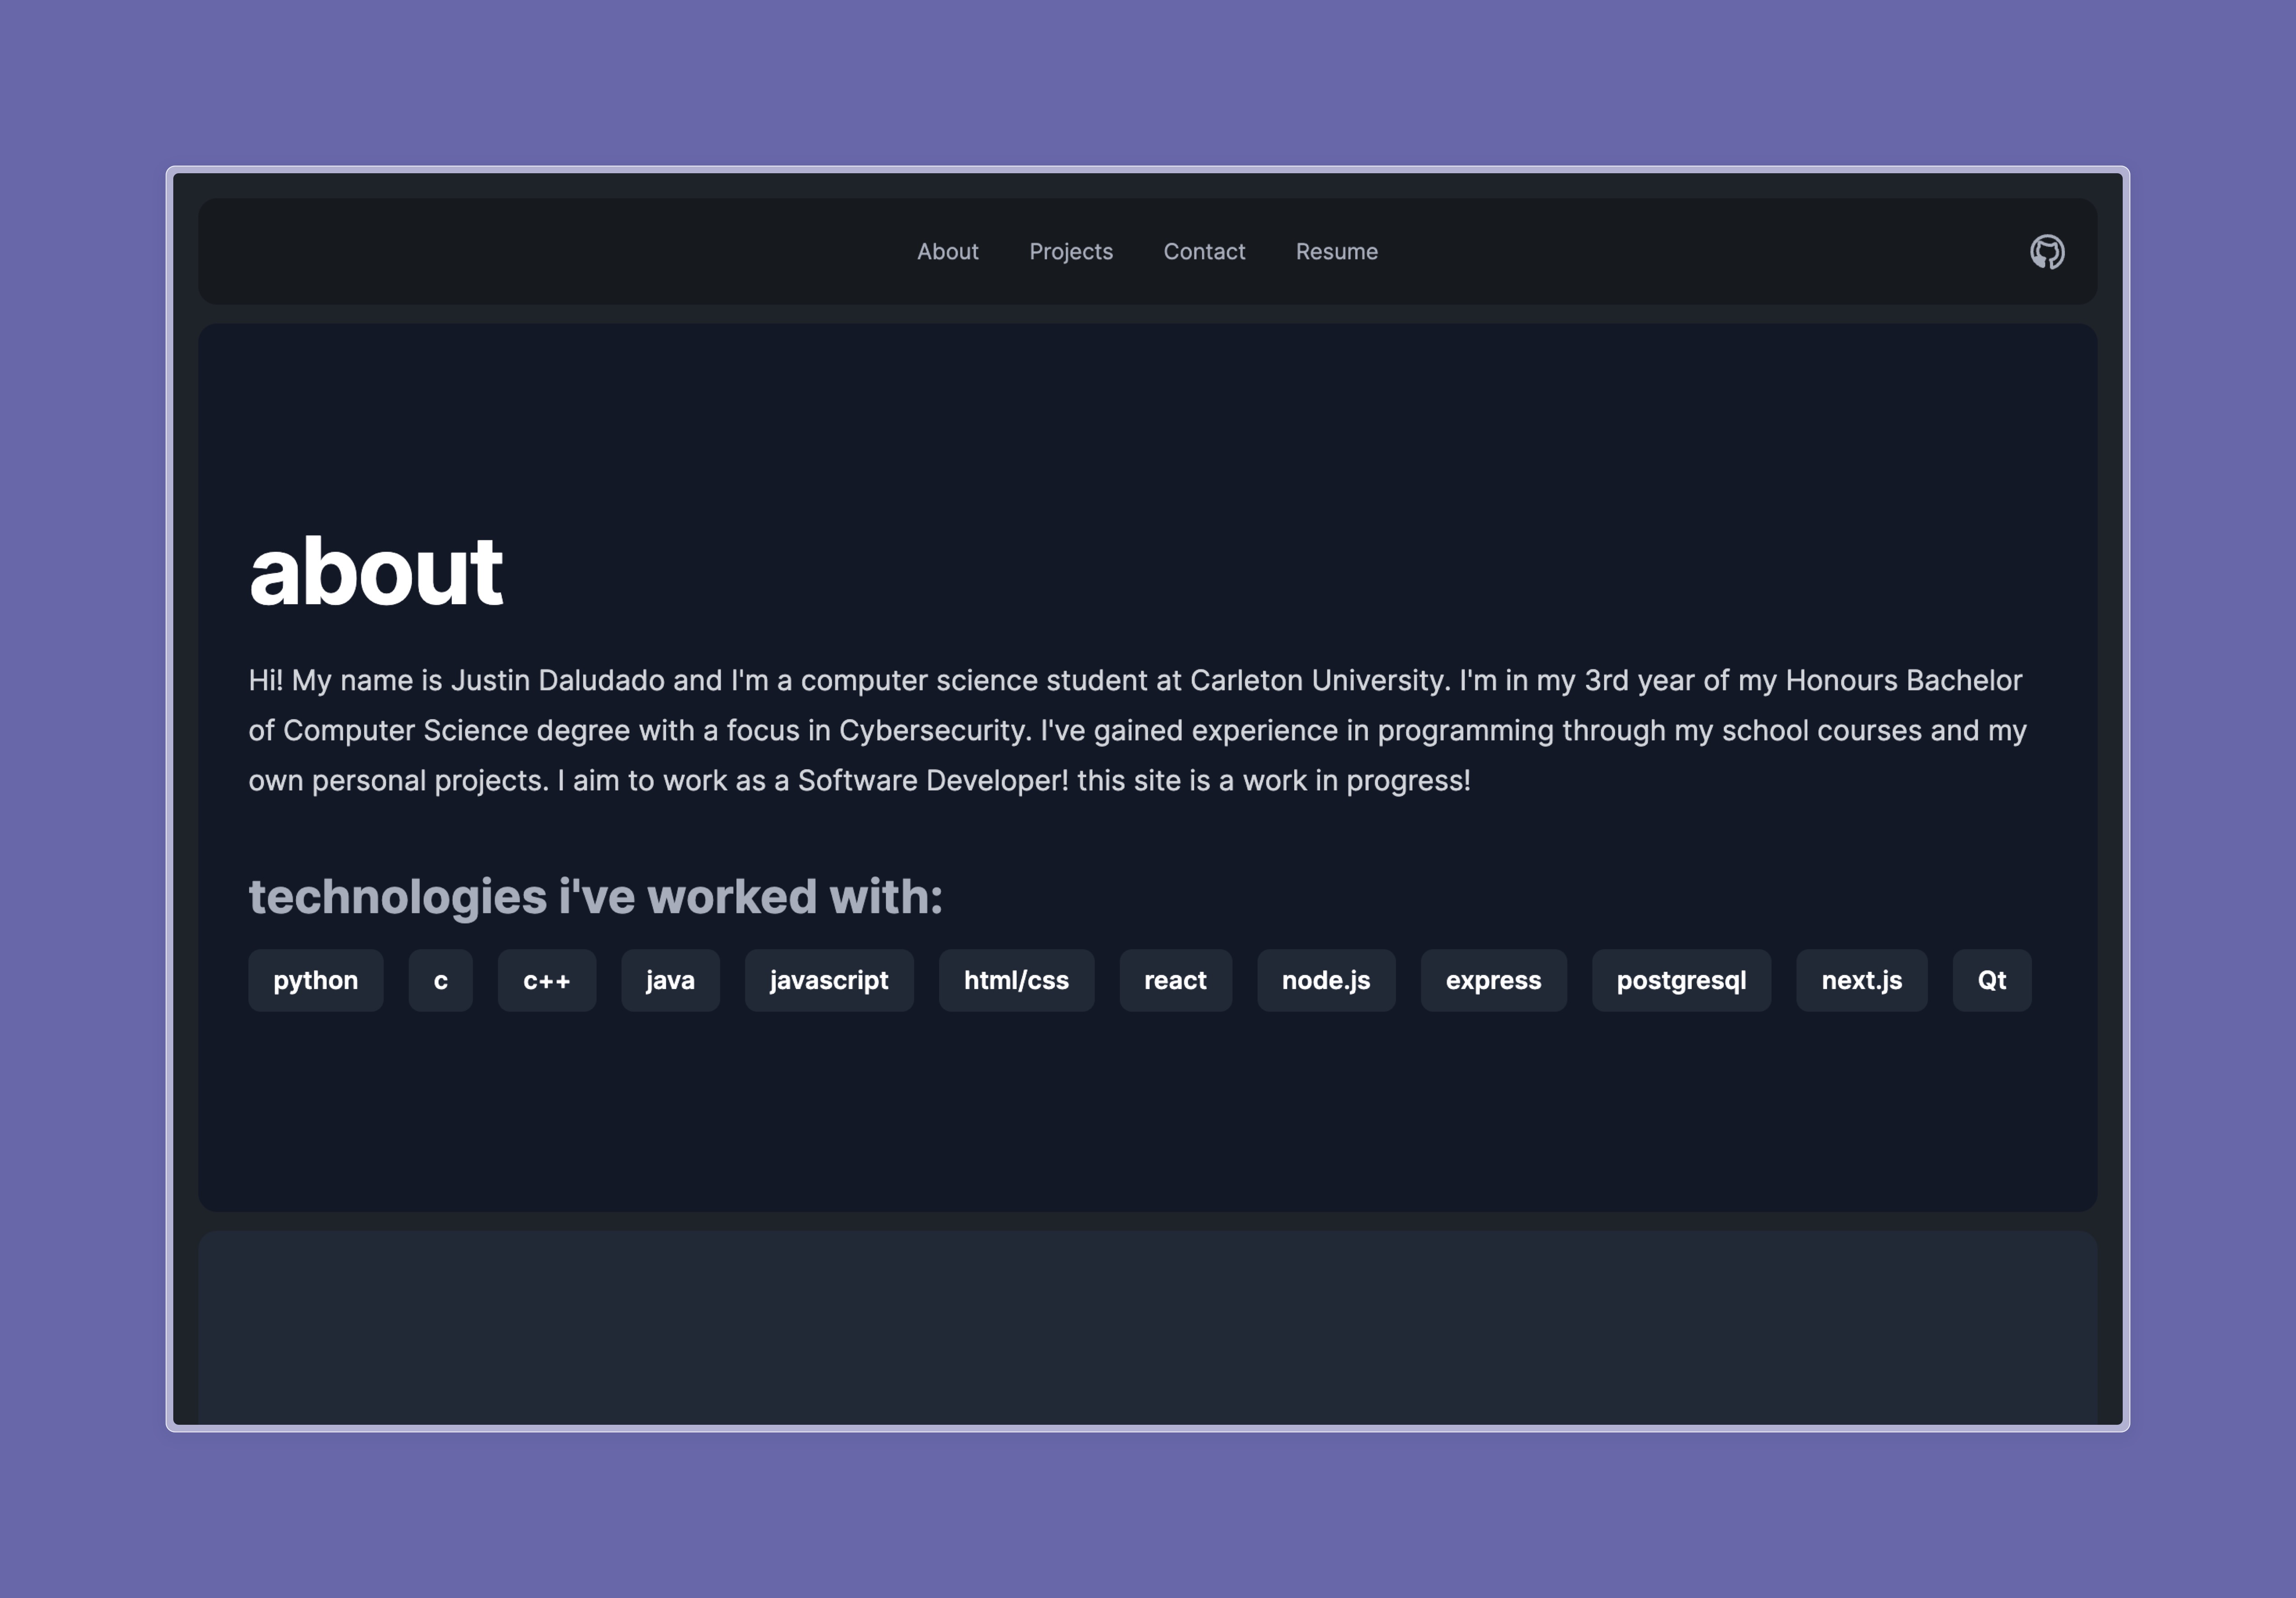 About Projects Contact Resume
about
Hi! My name is Justin Daludado and I'm a computer science student at Carleton University. I'm in my 3rd year of my Honours Bachelor
of Computer Science degree with a focus in Cybersecurity. I've gained experience in programming through my school courses and my
own personal projects. I aim to work as a Software Developer! this site is a work in progress!
technologies i've worked with:
python c c++ java javascript html/css react node.js express postgresql next.js Qt